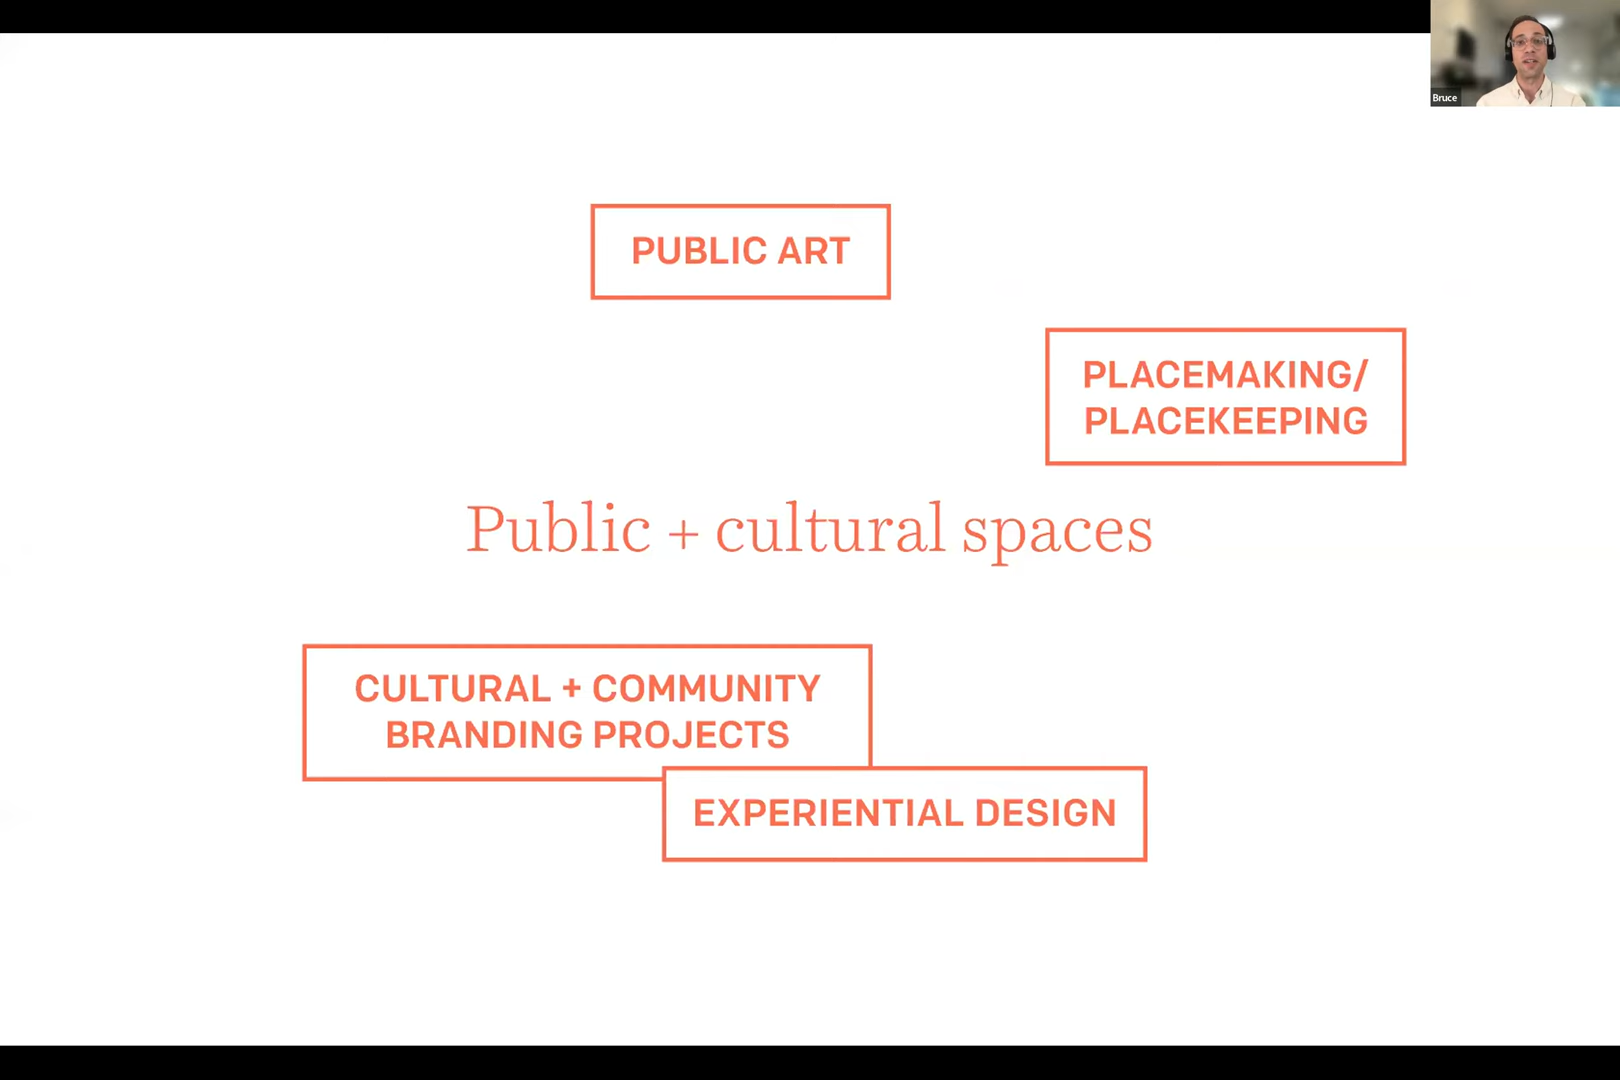 Bruce
PUBLIC ART
PLACEMAKING/
PLACEKEEPING
Public + cultural spaces
CULTURAL + COMMUNITY
BRANDING PROJECTS
EXPERIENTIAL DESIGN